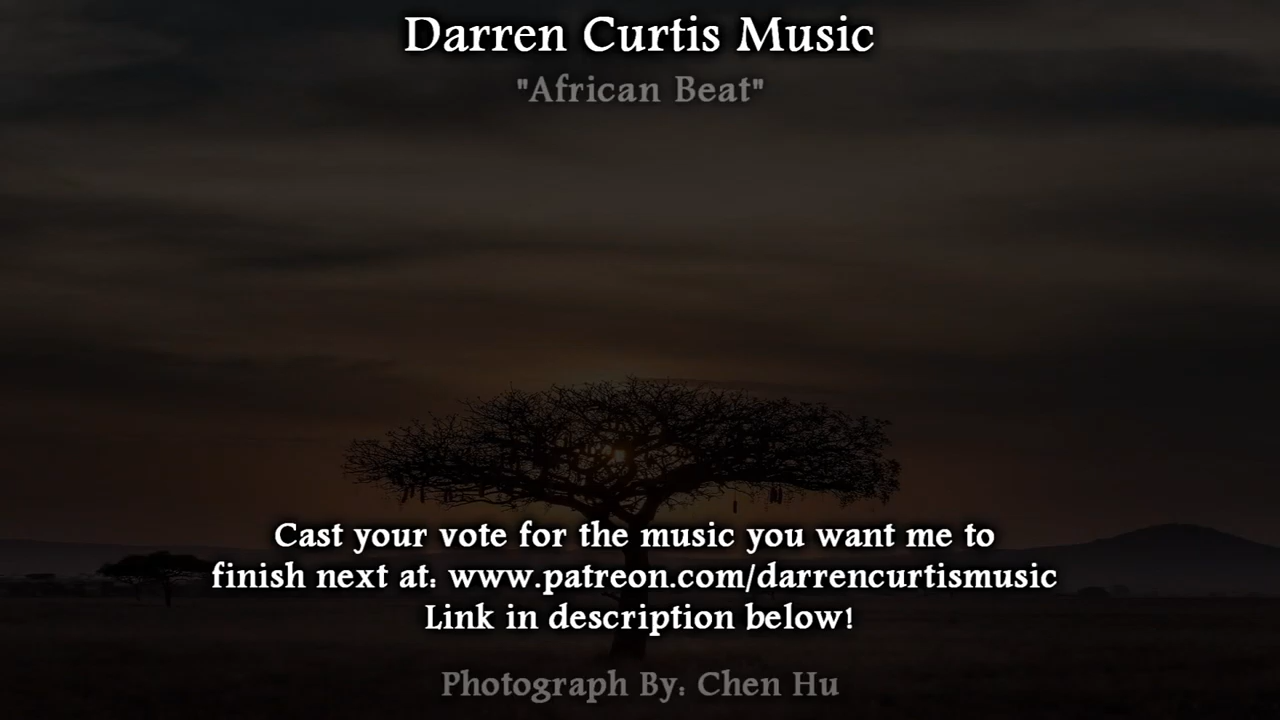 Darren Curtis Music
"African Beat"
Cast your vote for the music you want me to
finish next at: www.patreon.com/darrencurtismusic
Link in description below!
Photograph By: Chen Hu